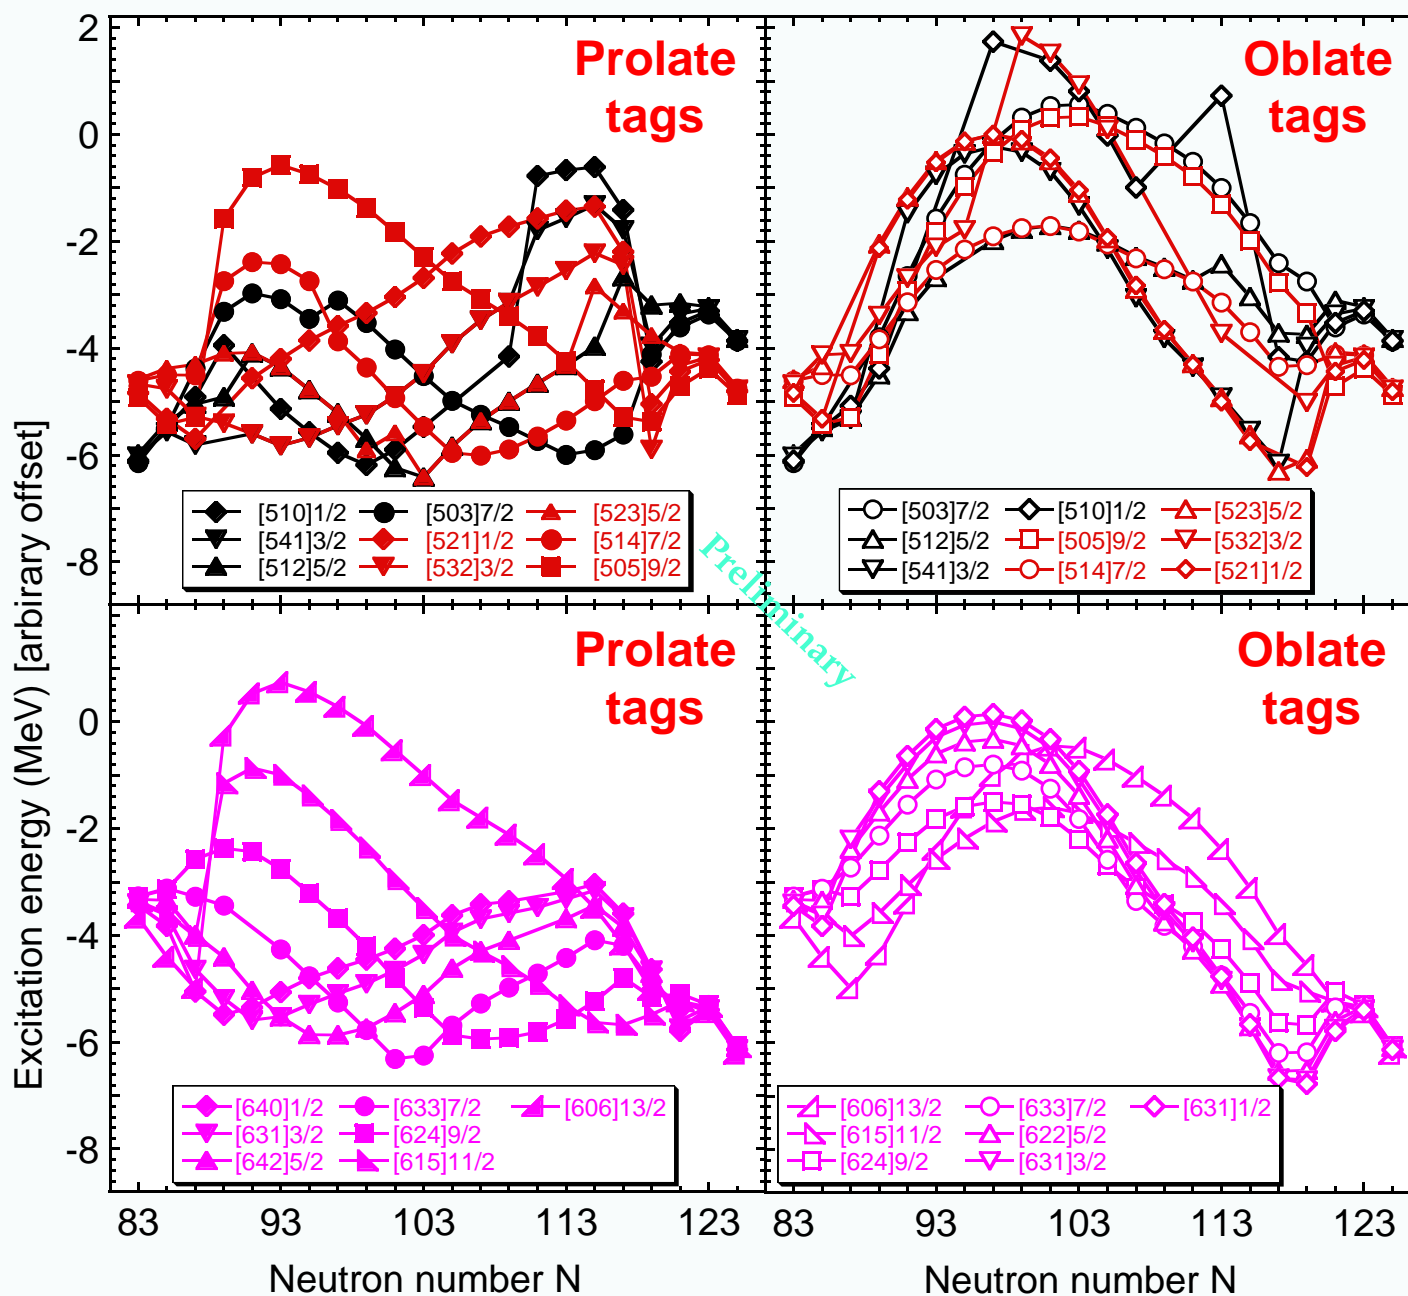 Excitation energy (MeV) [arbitrary offset]
2
0
-2
-4
-6
-8
Prolate
tags
[510]1/2 [503]7/2 [523]5/2
[541]3/2 [521]1/2 [514]7/2
[512]5/2 [532]3/2 [505]9/2
Oblate
tags
[503]7/2 [510]1/2 [523]5/2
[512]5/2 [505]9/2 [532]3/2
[541]3/2 [514]7/2 [521]1/2
Preliminary
0
-2
-4
-6
-8
Prolate
tags
[640]1/2 [633]7/2 [606]13/2
[631]3/2 [624]9/2
[642]5/2 [615]11/2
Oblate
tags
[606]13/2 [633]7/2 [631]1/2
[615]11/2 [622]5/2
[624]9/2 [631]3/2
83 93 103 113 123
83 93 103 113 123
Neutron number N
Neutron number N